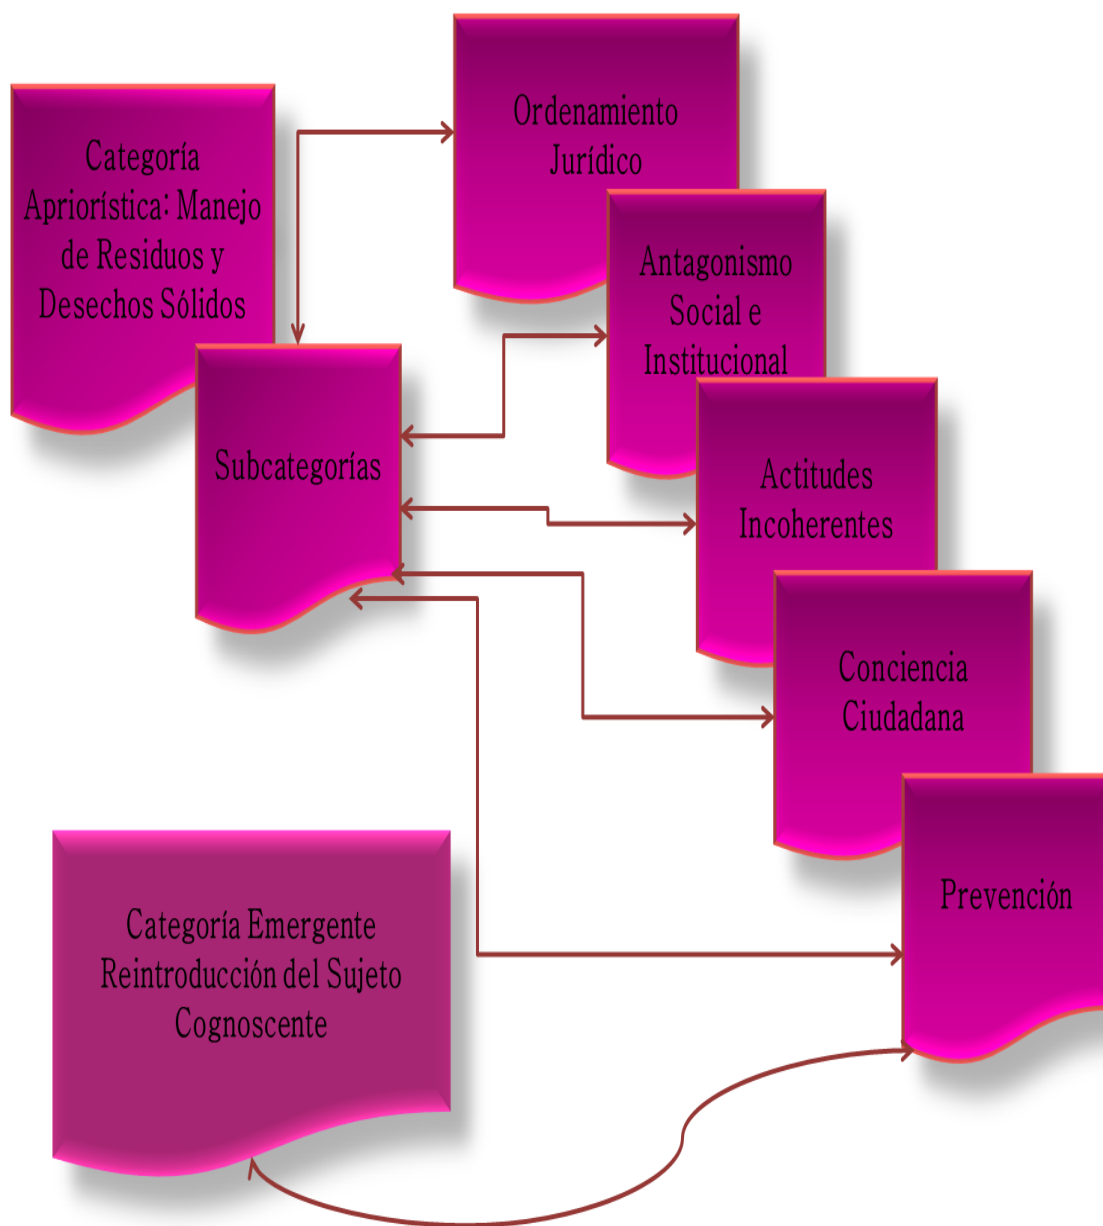 Categoría
Apriorística: Manejo
de Residuos y
Desechos Sólidos
Subcategorías
Ordenamiento
Jurídico
Antagonismo
Social e
Institucional
Actitudes
Incoherentes
Conciencia
Ciudadana
Prevención
Categoría Emergente
Reintroducción del Sujeto
Cognoscente